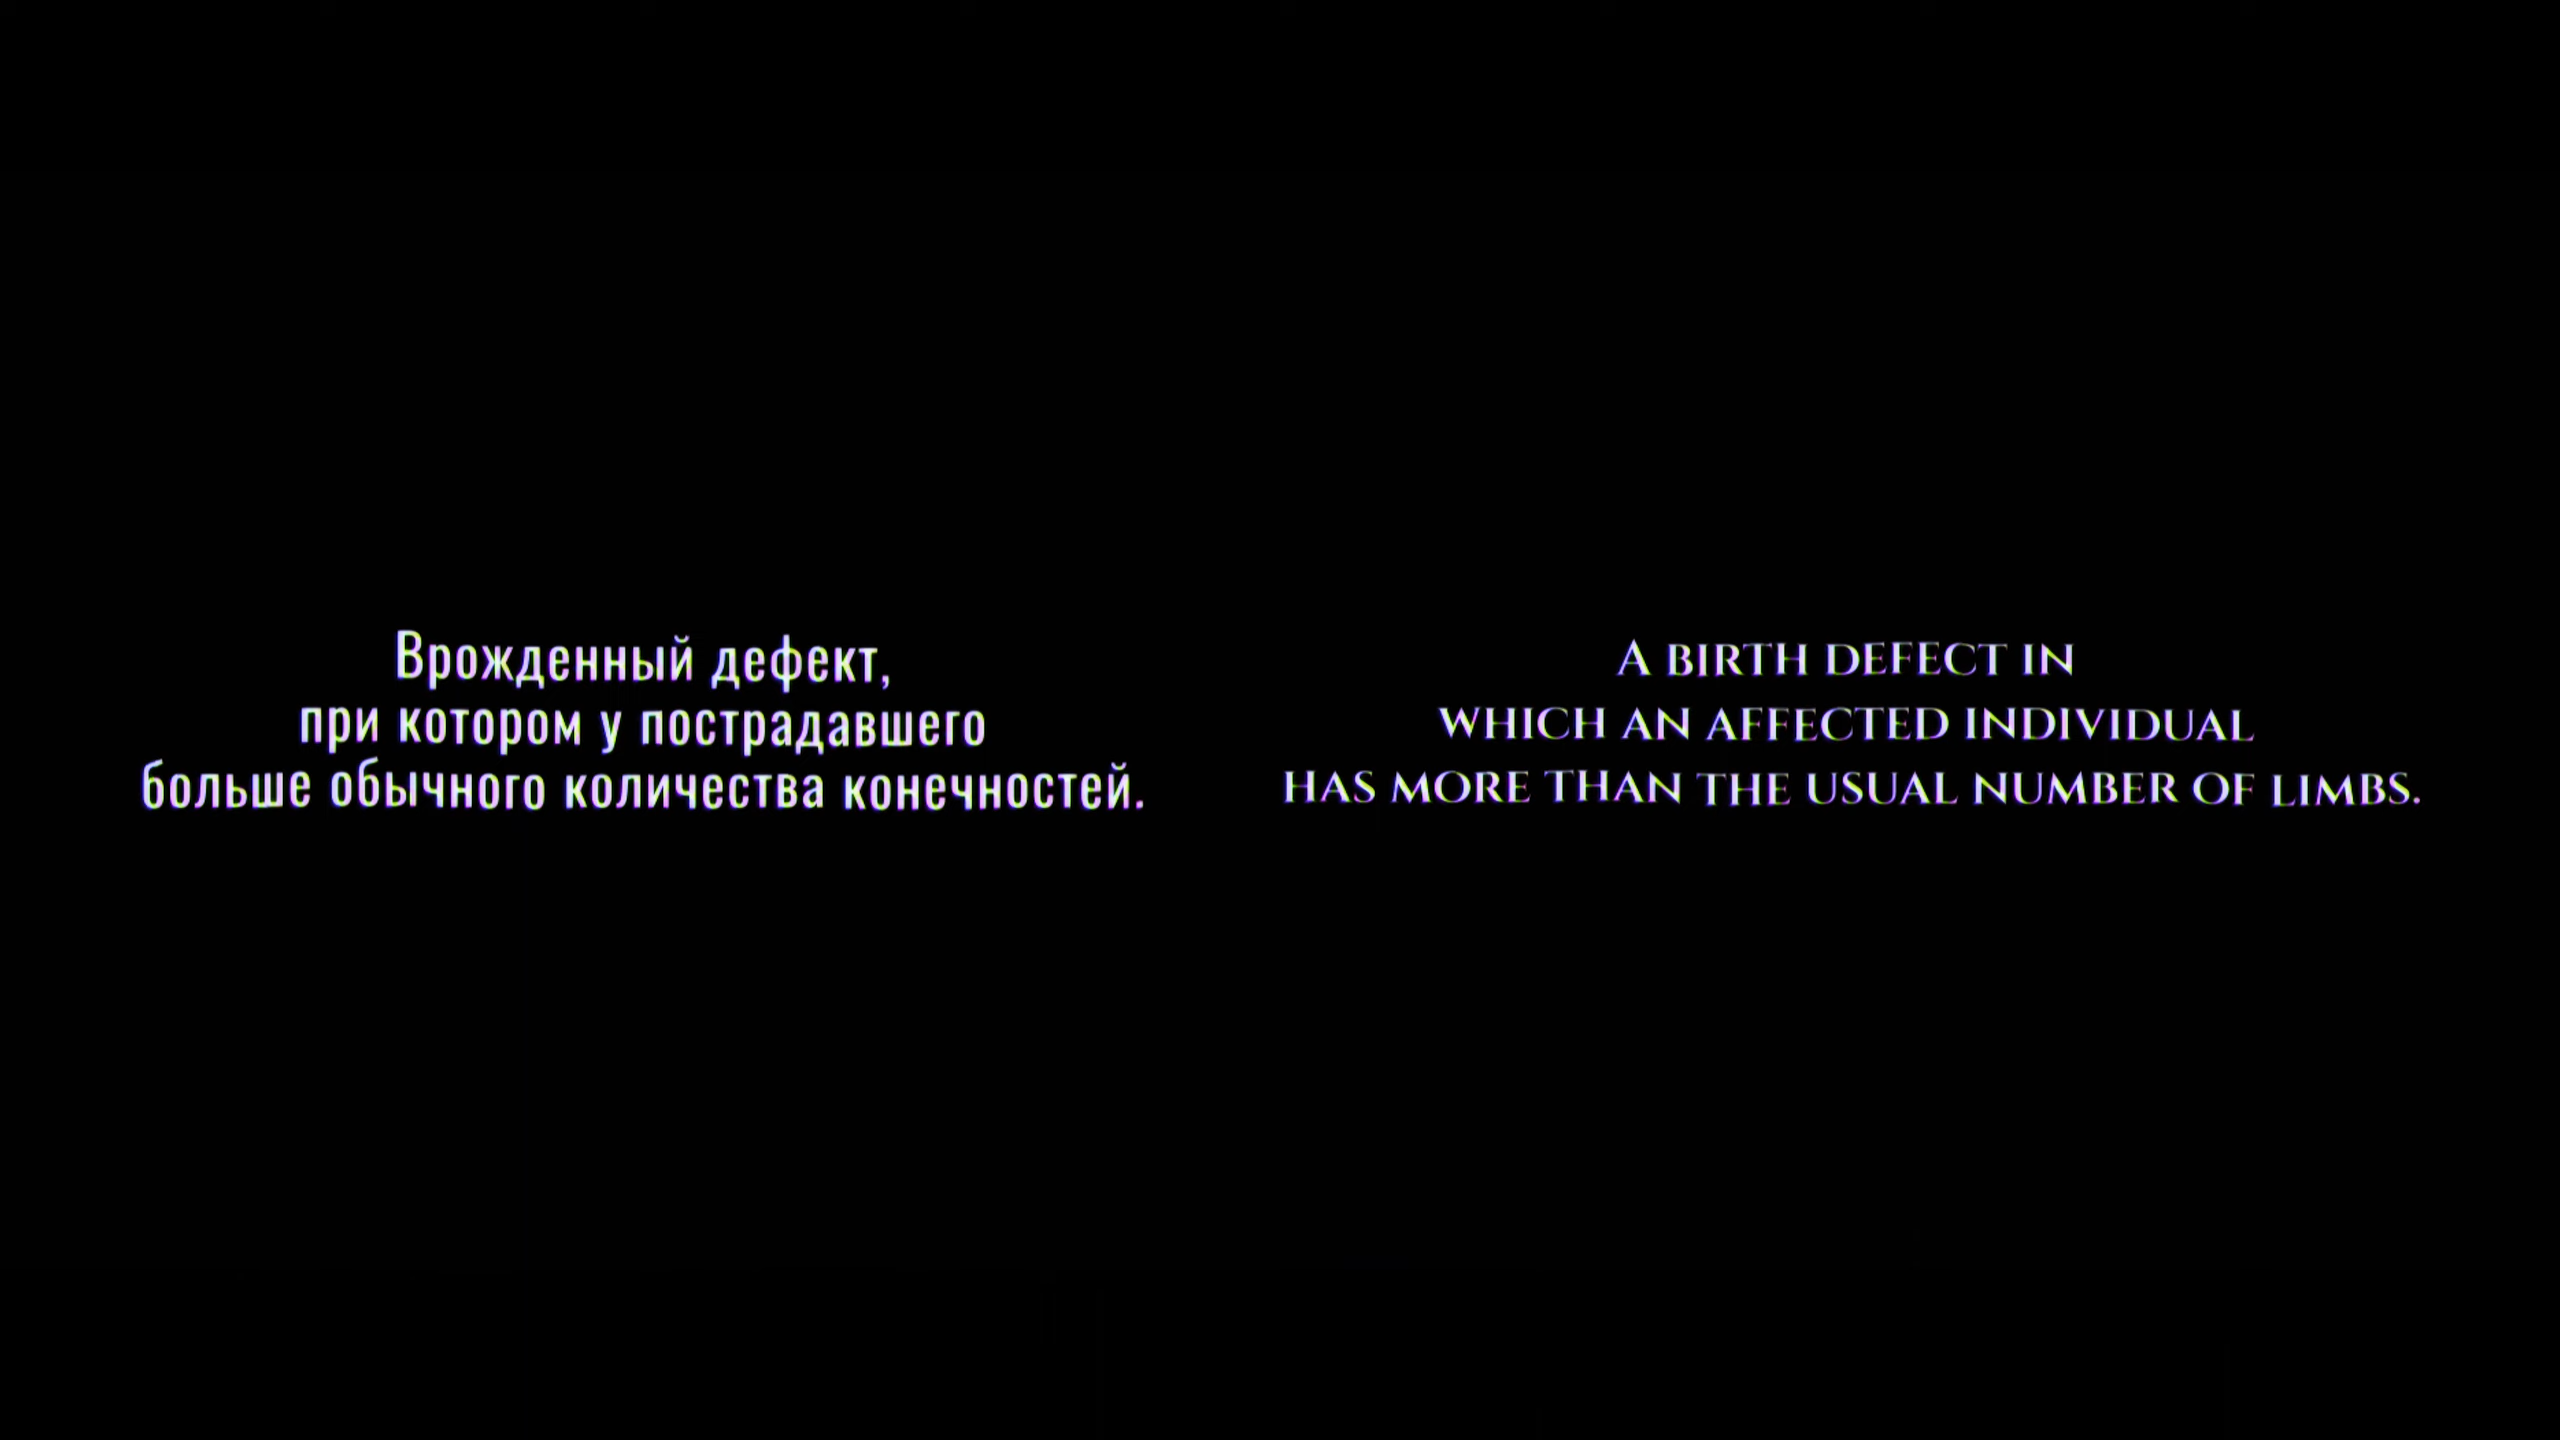 Врожденный дефект,
при котором у пострадавшего
больше обычного количества конечностей.
A BIRTH DEFECT IN
WHICH AN AFFECTED INDIVIDUAL
HAS MORE THAN THE USUAL NUMBER OF LIMBS.